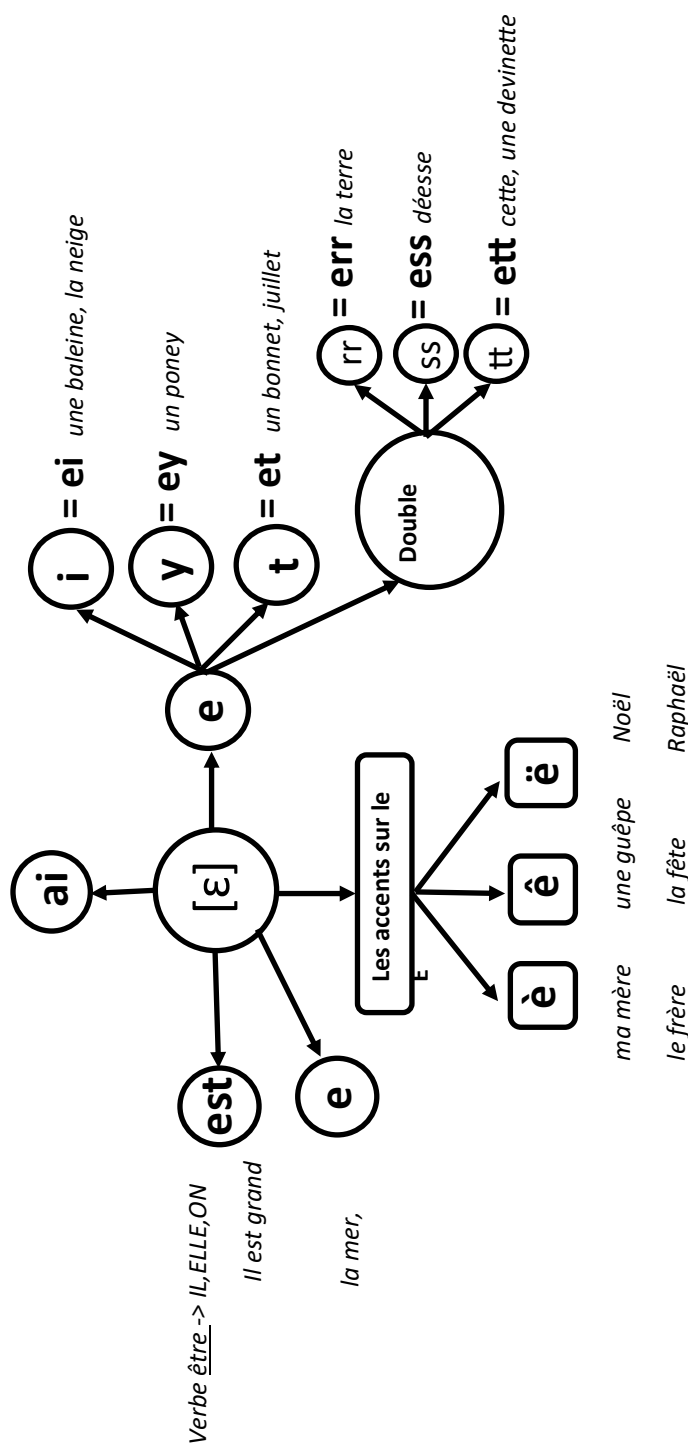 ai
[ɛ]
est
Verbe être -> IL,ELLE,ON
Il est grand
e
la mer,
e
i = ei une baleine, la neige
y = ey un poney
t = et un bonnet, juillet
Double
rr = err la terre
ss = ess déesse
tt = ett cette, une devinette
Les accents sur le
E
è
ê
ë
ma mère
une guêpe
Noël
le frère
la fête
Raphaël